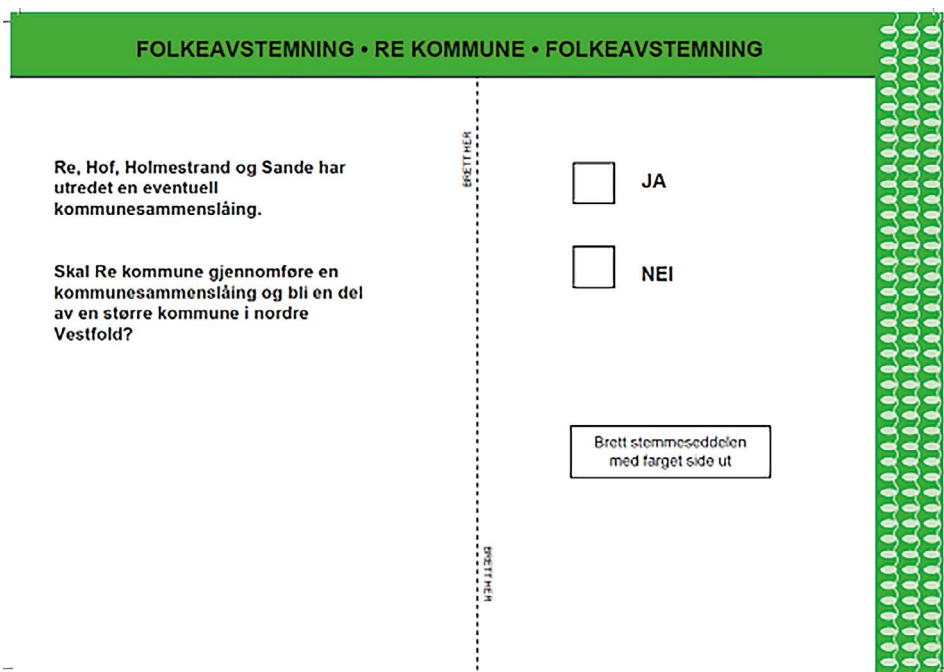 FOLKEAVSTEMNING • RE KOMMUNE • FOLKEAVSTEMNING
Re, Hof, Holmestrand og Sande har
utredet en eventuell
kommunesammenslåing.
Skal Re kommune gjennomføre en
kommunesammenslåing og bli en del
av en større kommune i nordre
Vestfold?
BRETT HER
BRETT HER
JA
NEI
Brett stemmeseddelen
med farget side ut